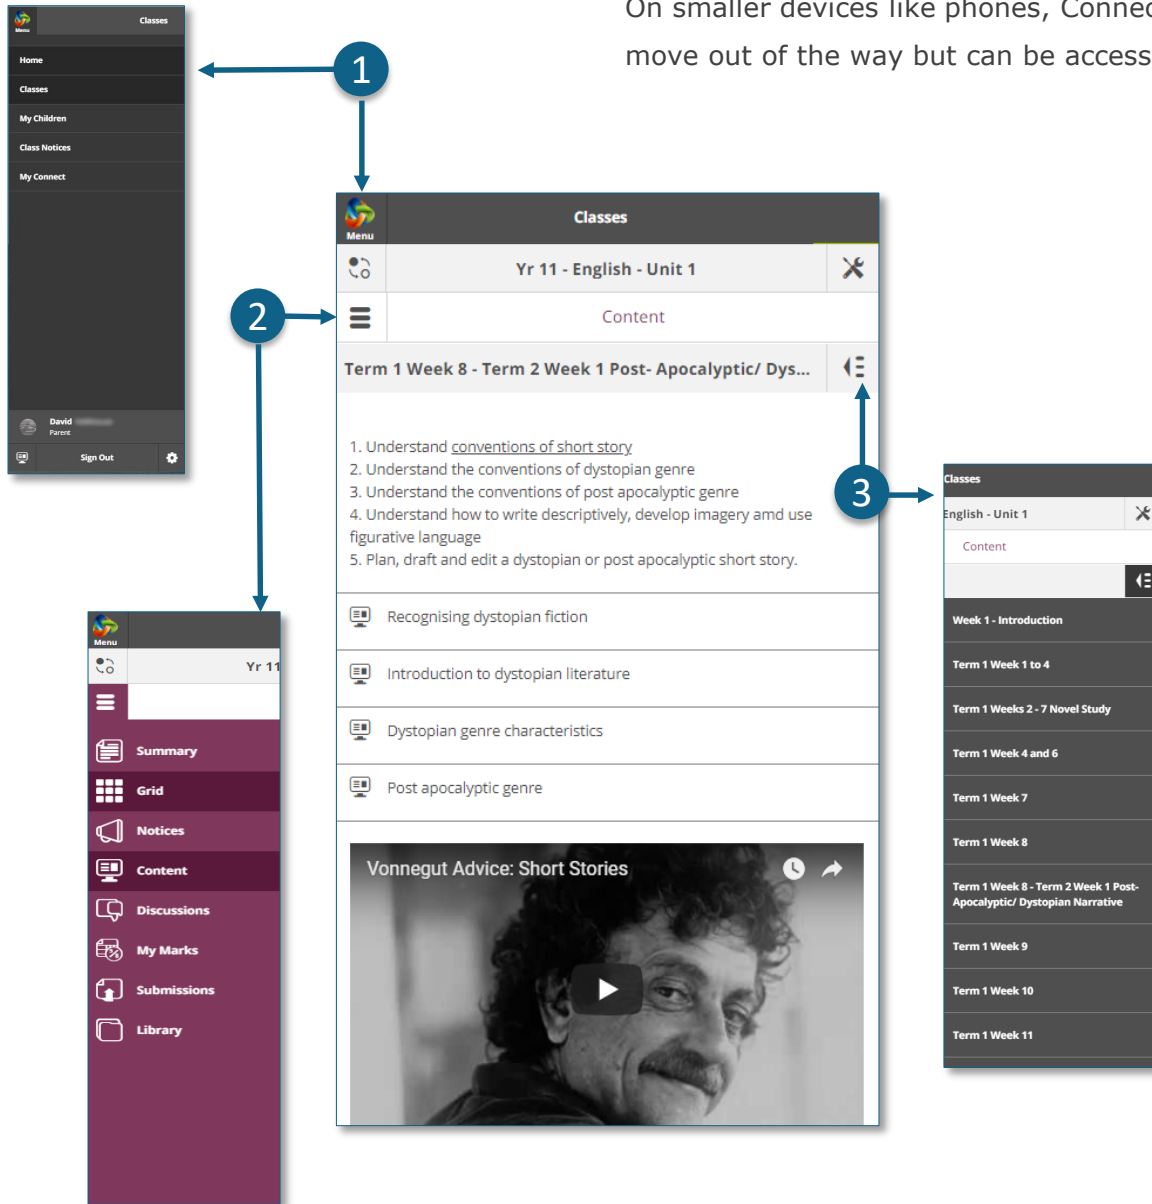 On smaller devices like phones, Connec
move out of the way but can be access
Menu
Classes
Home
Classes
My Children
Class Notices
My Connect
David
Parent
Sign Out
1
Menu
Classes
Yr 11 - English - Unit 1
2
Content
Term 1 Week 8 - Term 2 Week 1 Post- Apocalyptic/ Dys...
1. Understand conventions of short story
2. Understand the conventions of dystopian genre
3. Understand the conventions of post apocalyptic genre
4. Understand how to write descriptively, develop imagery amd use
figurative language
5. Plan, draft and edit a dystopian or post apocalyptic short story.
Recognising dystopian fiction
Introduction to dystopian literature
Dystopian genre characteristics
Post apocalyptic genre
Vonnegut Advice: Short Stories
3
Menu
Yr 11
Summary
Grid
Notices
Content
Discussions
My Marks
Submissions
Library
Classes
English - Unit 1
Content
Week 1 - Introduction
Term 1 Week 1 to 4
Term 1 Weeks 2 - 7 Novel Study
Term 1 Week 4 and 6
Term 1 Week 7
Term 1 Week 8
Term 1 Week 8 - Term 2 Week 1 Post-
Apocalyptic/ Dystopian Narrative
Term 1 Week 9
Term 1 Week 10
Term 1 Week 11